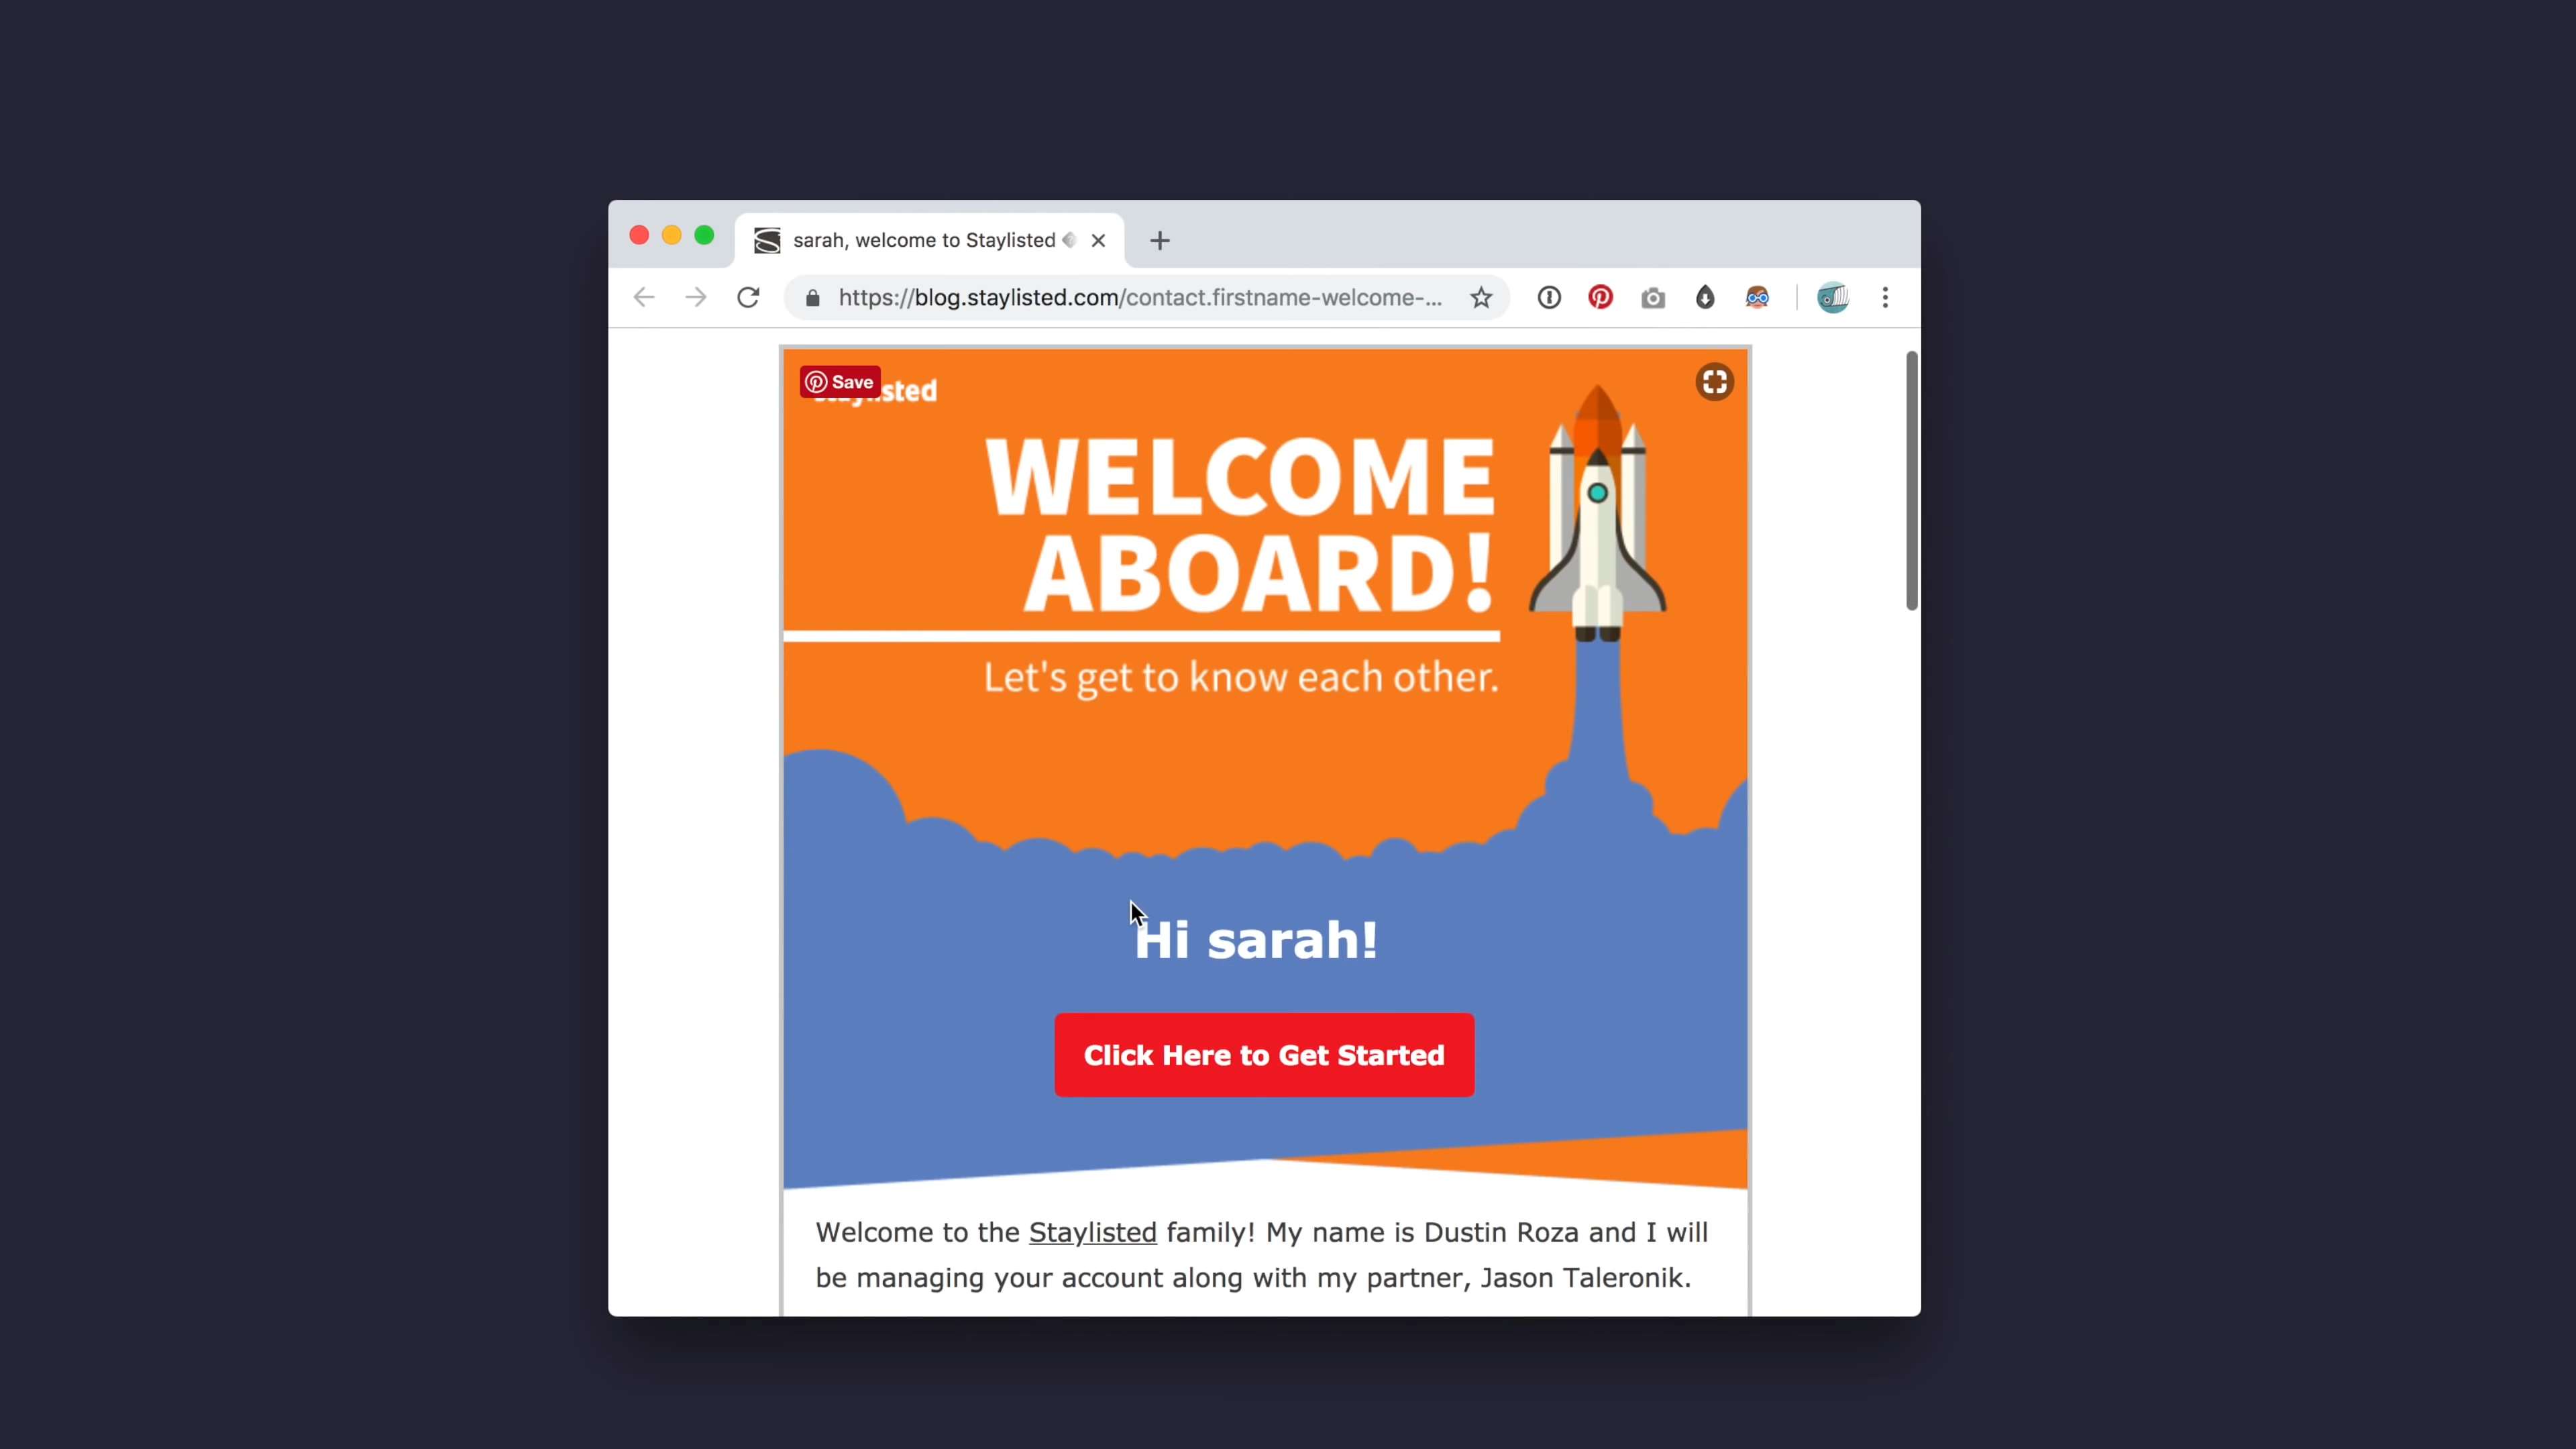 sarah, welcome to Staylisted
https://blog.staylisted.com/contact.firstname-welcome-...
Save
WELCOME
ABOARD!
Let's get to know each other.
Hi sarah!
Click Here to Get Started
Welcome to the Staylisted family! My name is Dustin Roza and I will
be managing your account along with my partner, Jason Taleronik.